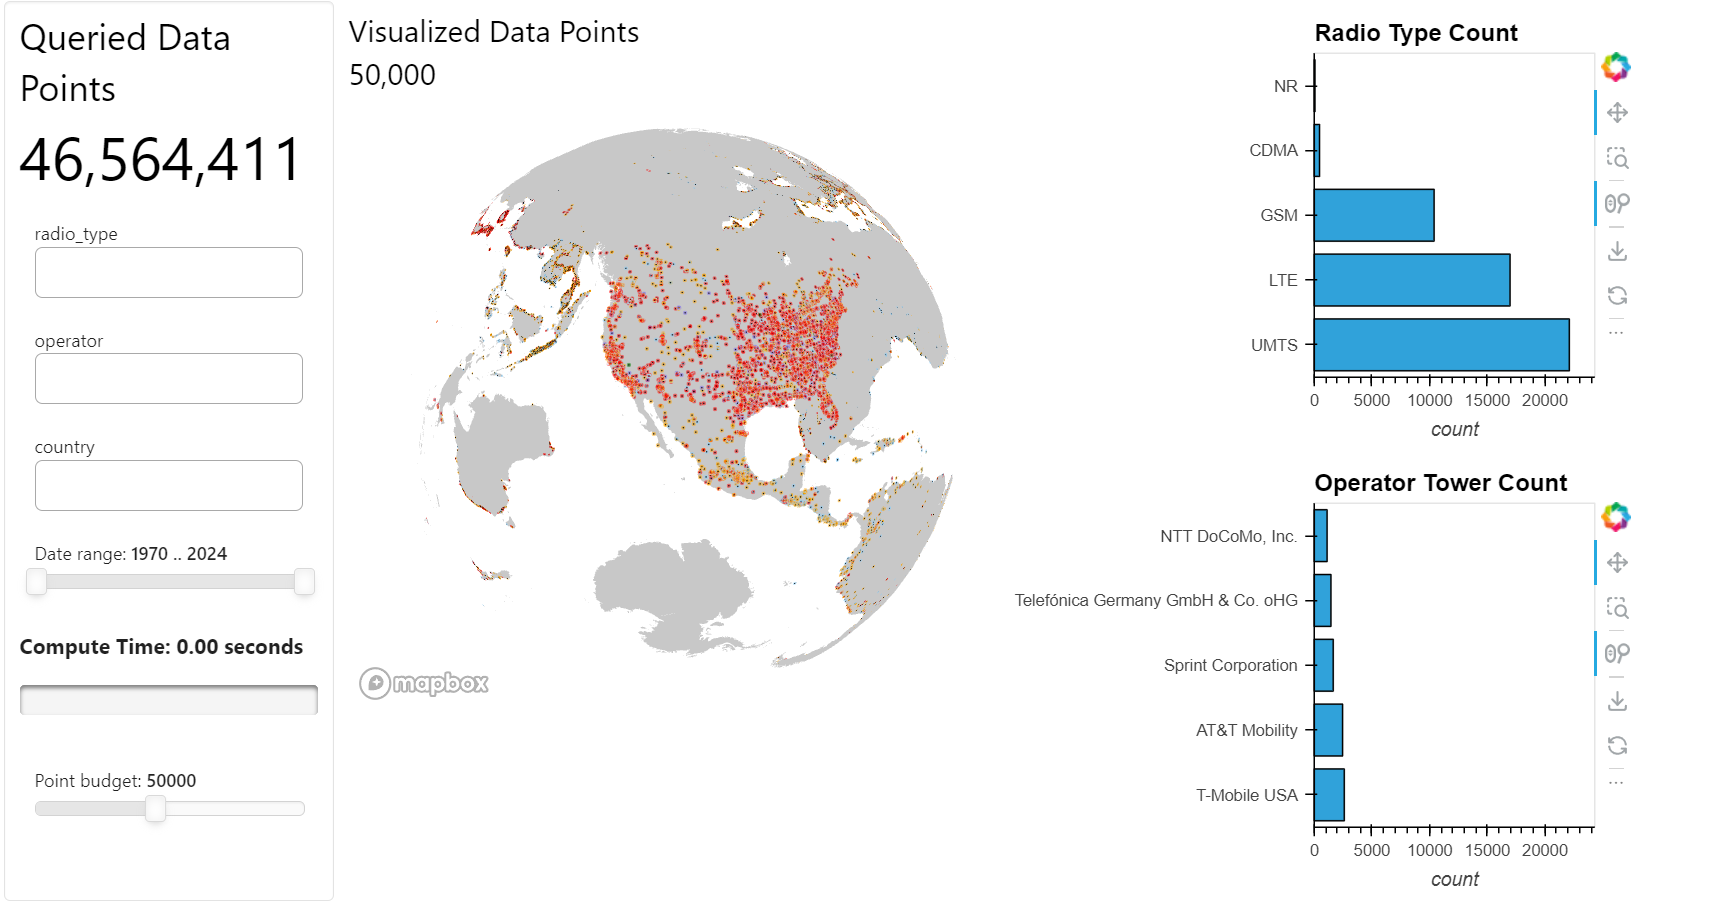 Queried Data
Points
46,564,411
radio_type
operator
country
Date range: 1970 .. 2024
Compute Time: 0.00 seconds
Point budget: 50000
Visualized Data Points
50,000
mapbox
Radio Type Count
NR
CDMA
GSM
LTE
UMTS
0 5000 10000 15000 20000
count
Operator Tower Count
NTT DoCoMo, Inc.
Telefónica Germany GmbH & Co. oHG
Sprint Corporation
AT&T Mobility
T-Mobile USA
0 5000 10000 15000 20000
count